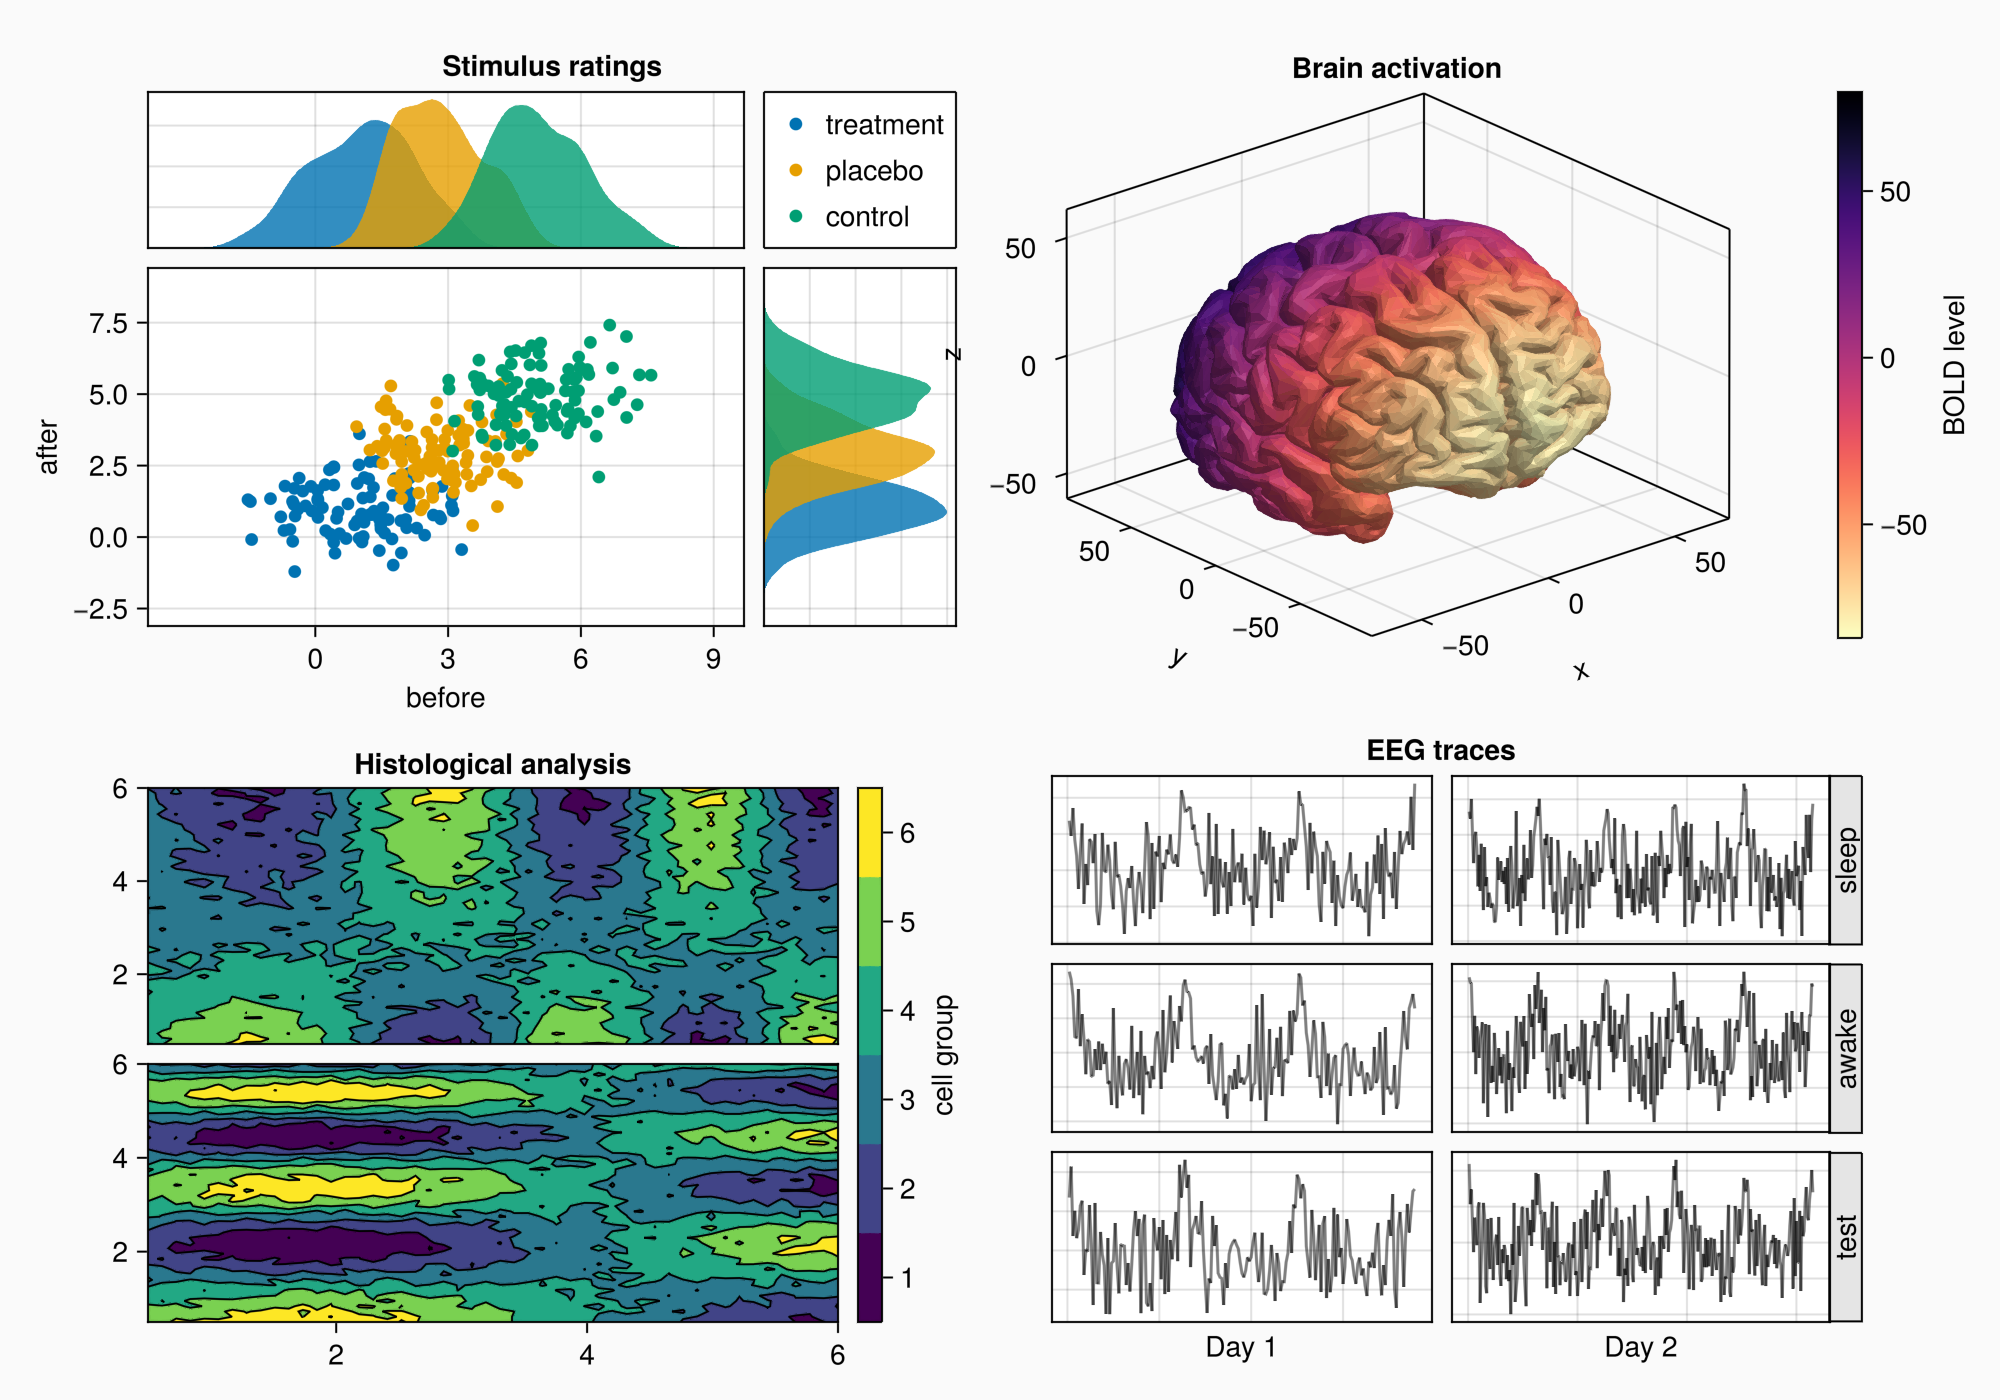 Stimulus ratings
treatment
placebo
control
7.5
5.0
2.5
0.0
−2.5
after
0
3
6
9
before
Brain activation
50
0
−50
z
50
0
−50
y
−50
0
50
x
50
0
−50
BOLD level
Histological analysis
6
4
2
6
4
2
2
4
6
6
5
4
3
2
1
cell group
EEG traces
sleep
awake
test
Day 1
Day 2